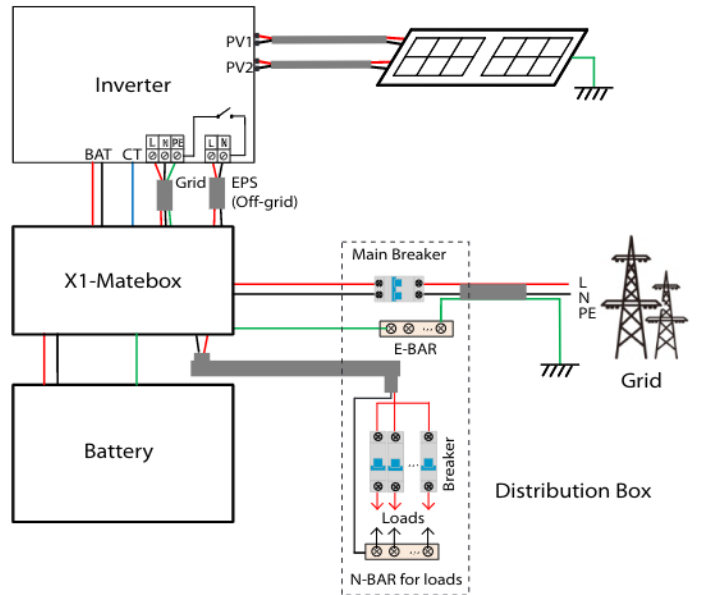 PV1
PV2
Inverter
L N PE
L N
BAT CT
Grid
EPS
(Off-grid)
Main Breaker
X1-Matebox
L
N
PE
E-BAR
Grid
Battery
...
Breaker
Loads
Distribution Box
N-BAR for loads